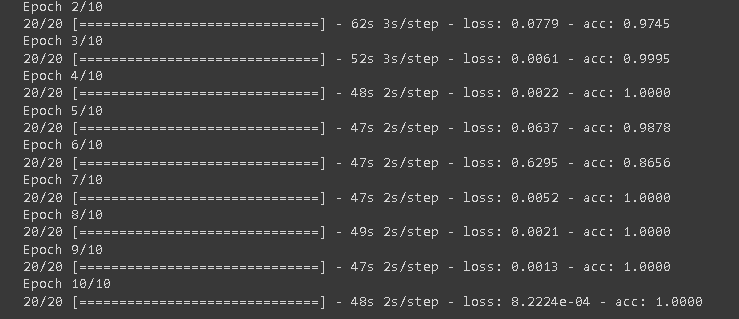 Epoch 2/10
20/20 [==============================] - 62s 3s/step - loss: 0.0779 - acc: 0.9745
Epoch 3/10
20/20 [==============================] - 52s 3s/step - loss: 0.0061 - acc: 0.9995
Epoch 4/10
20/20 [==============================] - 48s 2s/step - loss: 0.0022 - acc: 1.0000
Epoch 5/10
20/20 [==============================] - 47s 2s/step - loss: 0.0637 - acc: 0.9878
Epoch 6/10
20/20 [==============================] - 47s 2s/step - loss: 0.6295 - acc: 0.8656
Epoch 7/10
20/20 [==============================] - 47s 2s/step - loss: 0.0052 - acc: 1.0000
Epoch 8/10
20/20 [==============================] - 49s 2s/step - loss: 0.0021 - acc: 1.0000
Epoch 9/10
20/20 [==============================] - 47s 2s/step - loss: 0.0013 - acc: 1.0000
Epoch 10/10
20/20 [==============================] - 48s 2s/step - loss: 8.2224e-04 - acc: 1.0000